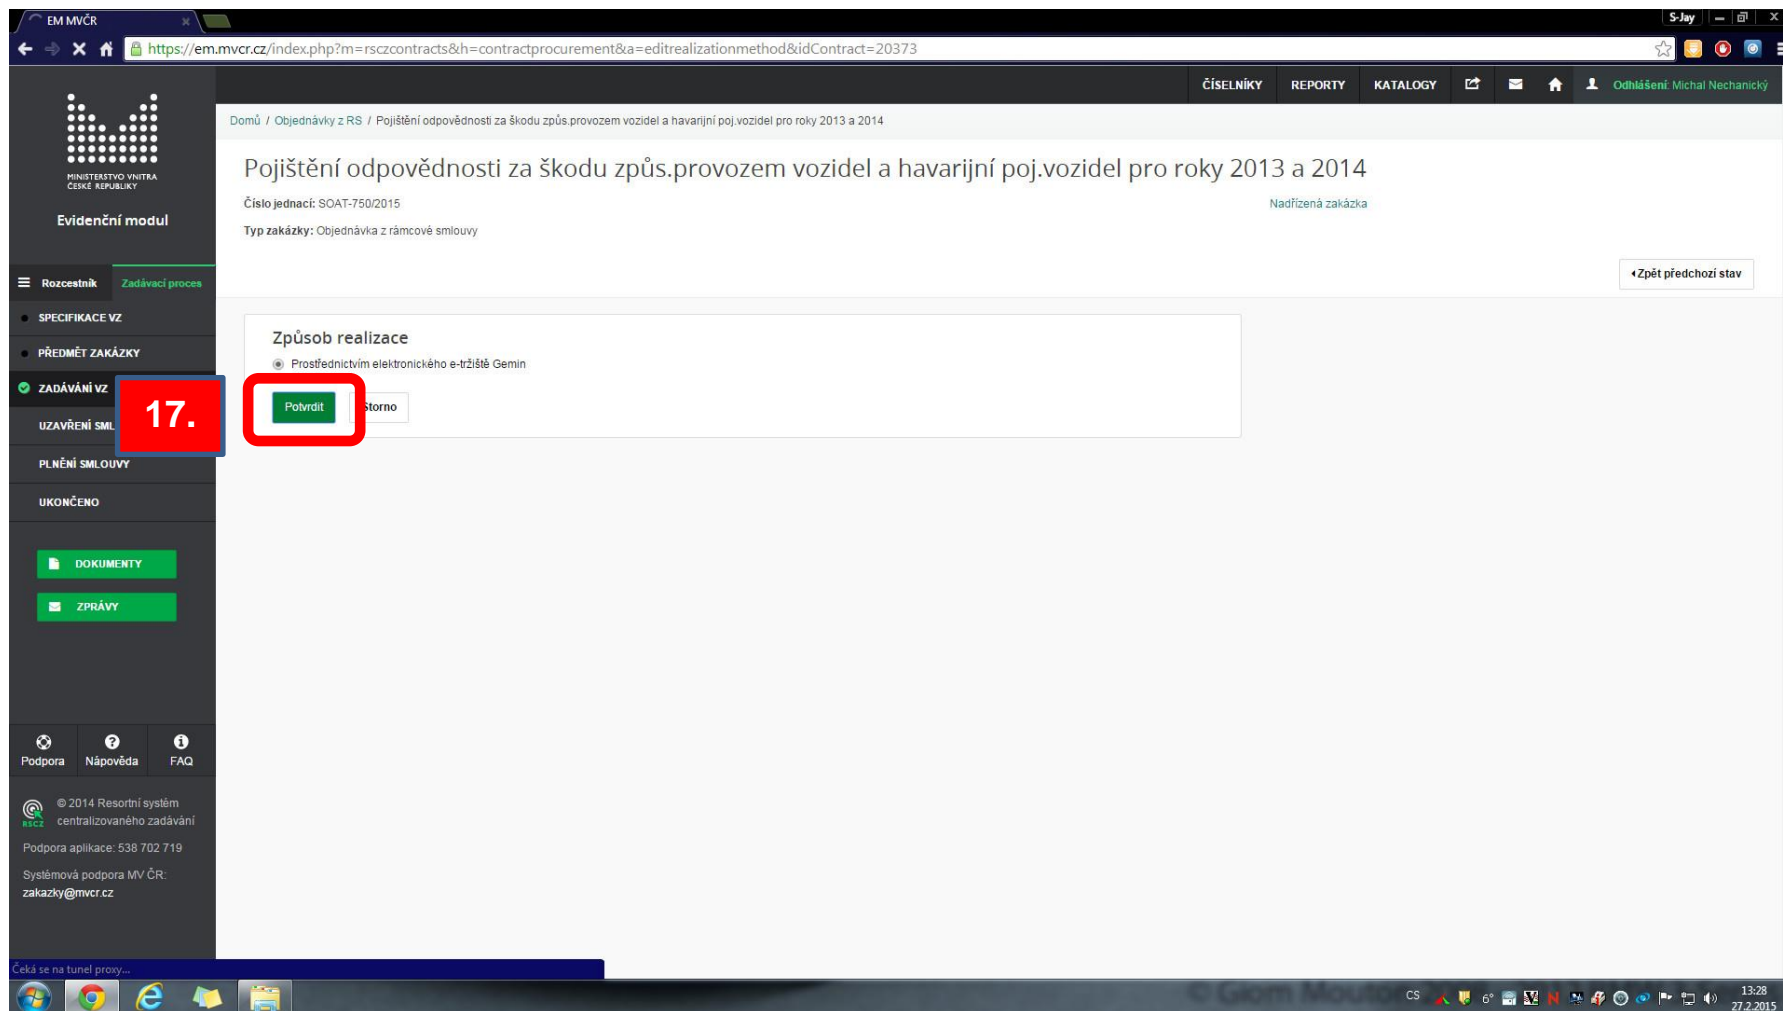 EM MVČR
S-Jay
https://em.mvcr.cz/index.php?m=rsczcontracts&h=contractprocurement&a=editrealizationmethod&idContract=20373
ČÍSELNÍKY REPORTY KATALOGY Odhlášení: Michal Nechanický
MINISTERSTVO VNITRA
ČESKÉ REPUBLIKY
Evidenční modul
Domů / Objednávky z RS / Pojištění odpovědnosti za škodu způs.provozem vozidel a havarijní poj.vozidel pro roky 2013 a 2014
Pojištění odpovědnosti za škodu způs.provozem vozidel a havarijní poj.vozidel pro roky 2013 a 2014
Číslo jednací: SOAT-750/2015
Nadřízená zakázka
Typ zakázky: Objednávka z rámcové smlouvy
Zpět předchozí stav
Rozcestník Zadávací proces
SPECIFIKACE VZ
PŘEDMĚT ZAKÁZKY
ZADÁVÁNÍ VZ
UZAVŘENÍ SML
PLNĚNÍ SMLOUVY
UKONČENO
17.
Způsob realizace
Prostřednictvím elektronického e-tržiště Gemin
Potvrdit Storno
DOKUMENTY
ZPRÁVY
Podpora Nápověda FAQ
RSCZ
© 2014 Resortní systém
centralizovaného zadávání
Podpora aplikace: 538 702 719
Systémová podpora MV ČR:
zakazky@mvcr.cz
Čeká se na tunel proxy...
CS 6° 13:28
27.2.2015